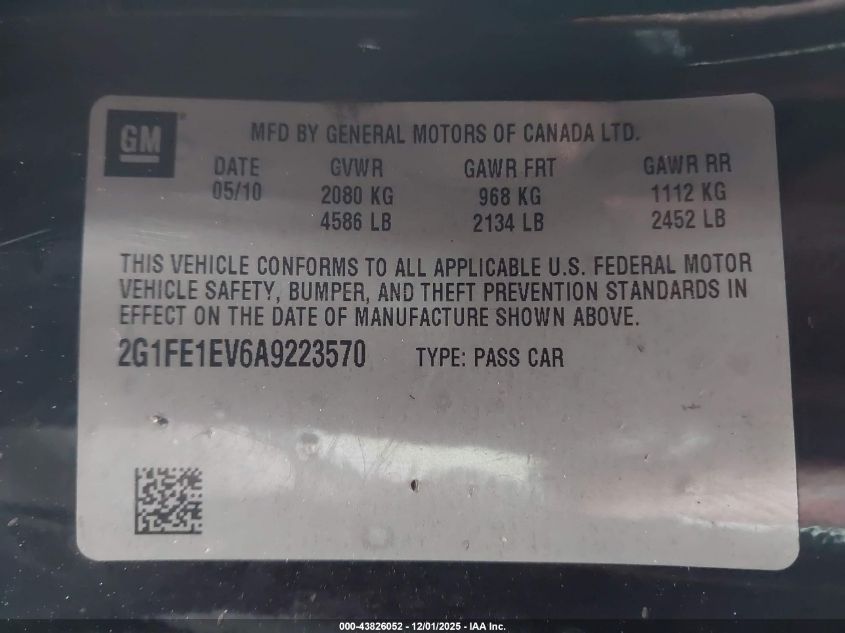 GM
MFD BY GENERAL MOTORS OF CANADA LTD.
DATE GVWR GAWR FRT GAWR RR
05/10 2080 KG 968 KG 1112 KG
4586 LB 2134 LB 2452 LB
THIS VEHICLE CONFORMS TO ALL APPLICABLE U.S. FEDERAL MOTOR
VEHICLE SAFETY, BUMPER, AND THEFT PREVENTION STANDARDS IN
EFFECT ON THE DATE OF MANUFACTURE SHOWN ABOVE.
2G1FE1EV6A9223570 TYPE: PASS CAR
000-43826052 - 12/01/2025 - IAA Inc.